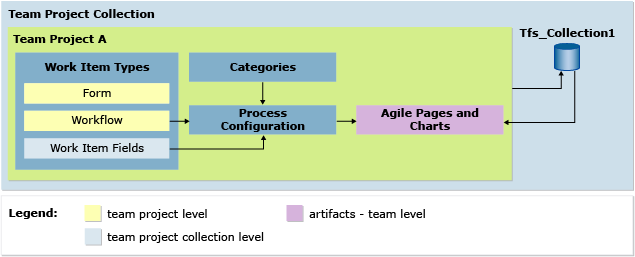 Team Project Collection
Tfs_Collection1
Team Project A
Work Item Types
Categories
Form
Workflow
Process
Configuration
Agile Pages and
Charts
Work Item Fields
Legend:
team project level
artifacts - team level
team project collection level